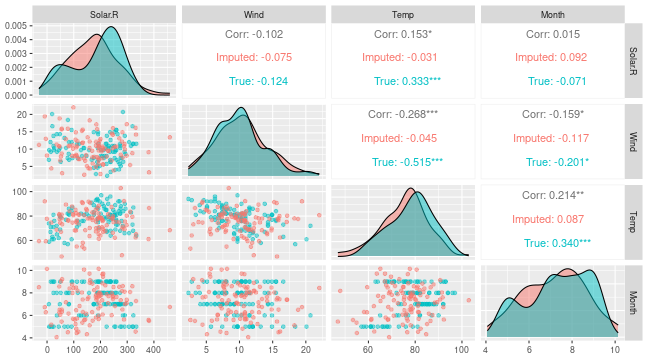 Solar.R Wind Temp Month
0.005
0.004
0.003
0.002
0.001
0.000
Corr: -0.102
Imputed: -0.075
True: -0.124
Corr: 0.153*
Imputed: -0.031
True: 0.333***
Corr: 0.015
Imputed: 0.092
True: -0.071
Solar.R
20
15
10
5
Corr: -0.268***
Imputed: -0.045
True: -0.515***
Corr: -0.159*
Imputed: -0.117
True: -0.201*
Wind
100
80
60
Corr: 0.214**
Imputed: 0.087
True: 0.340***
Temp
10
8
6
4
Month
0 100 200 300 400 5 10 15 20 60 80 100 4 6 8 10